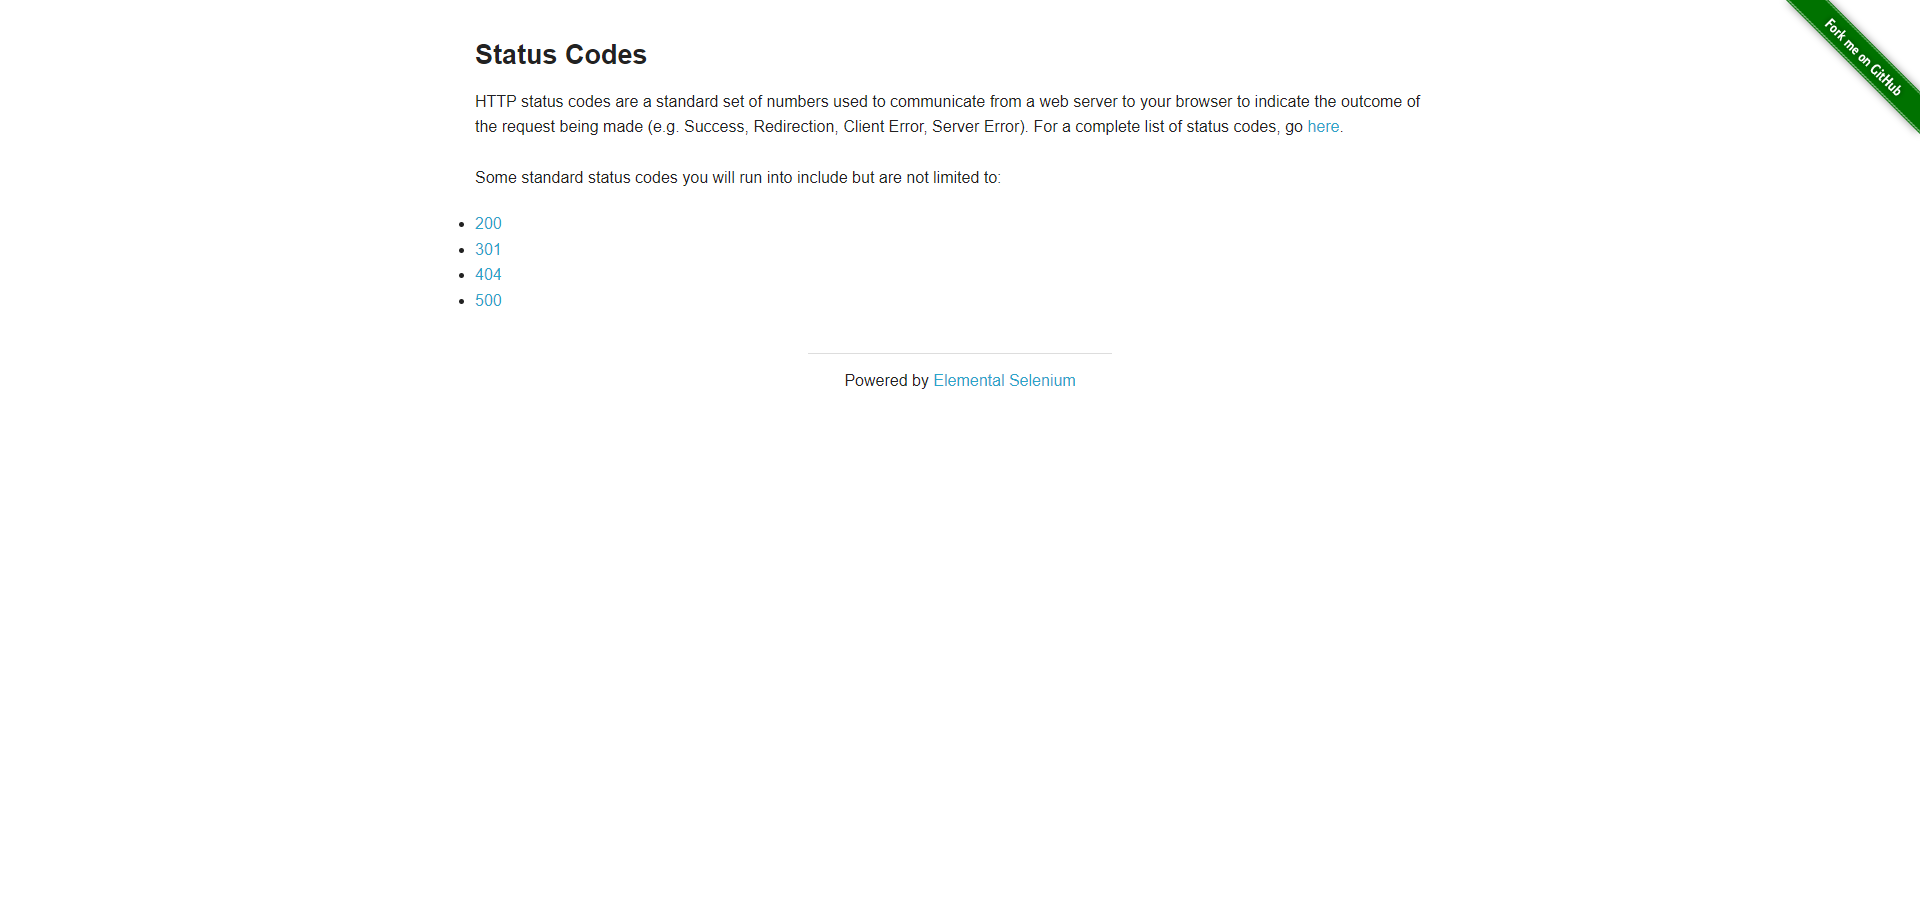 Fork me on GitHub
Status Codes
HTTP status codes are a standard set of numbers used to communicate from a web server to your browser to indicate the outcome of
the request being made (e.g. Success, Redirection, Client Error, Server Error). For a complete list of status codes, go here.
Some standard status codes you will run into include but are not limited to:
200
301
404
500
Powered by Elemental Selenium